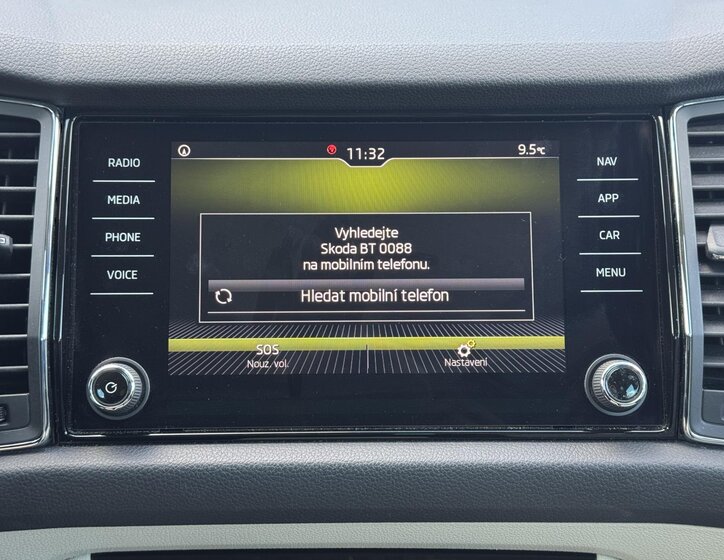 RADIO
MEDIA
PHONE
VOICE
11:32
9.5°C
Vyhledejte
Skoda BT 0088
na mobilním telefonu.
Hledat mobilní telefon
SOS
Nouz. vol.
Nastavení
NAV
APP
CAR
MENU